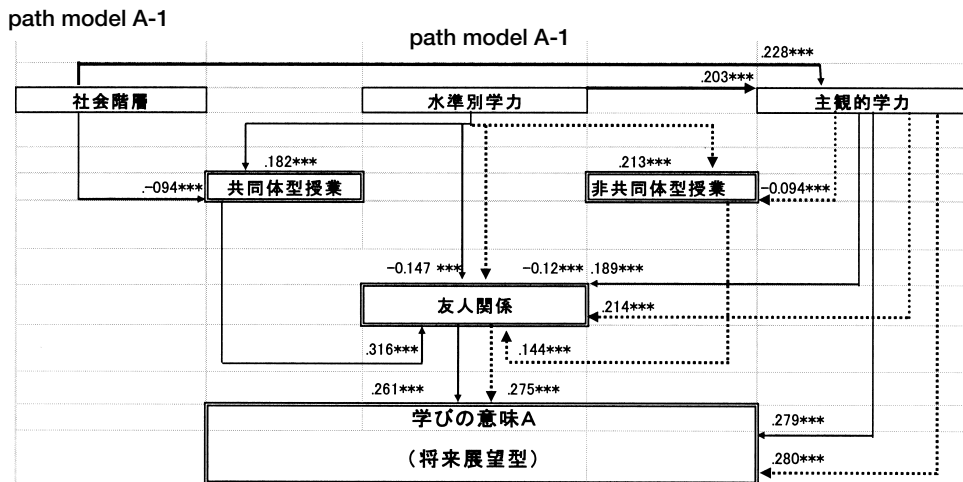 path model A-1
path model A-1
.228***
.203***
社会階層
水準別学力
主観的学力
.182***
.213***
.-094***
共同体型授業
非共同体型授業
-0.094***
-0.147 ***
-0.12***
.189***
友人関係
.214***
.316***
.144***
.261***
.275***
学びの意味A
.279***
(将来展望型)
.280***